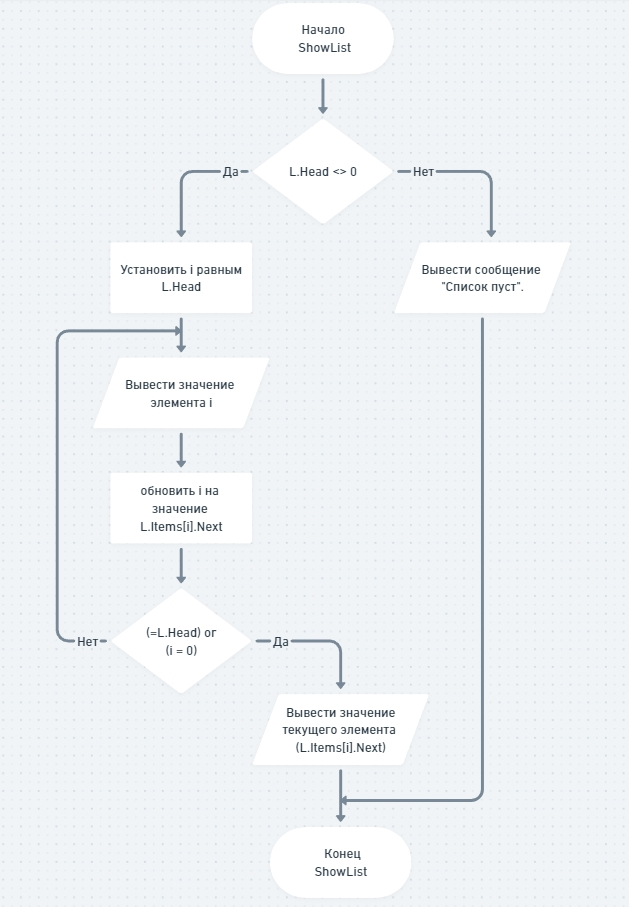 Начало
ShowList
L.Head <> 0
Да
Нет
Установить i равным
L.Head
Вывести сообщение
"Список пуст".
Вывести значение
элемента i
обновить i на
значение
L.Items[i].Next
(=L.Head) or
(i = 0)
Нет
Да
Вывести значение
текущего элемента
(L.Items[i].Next)
Конец
ShowList